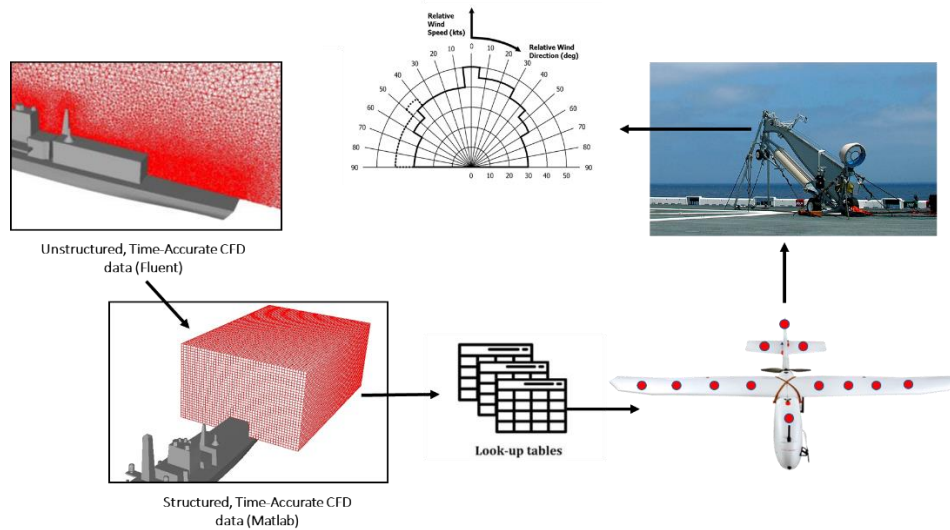 Relative
Wind
Speed (kts)
Relative Wind
Direction (deg)
0
10
10
20
20
30
30
40
40
50
50
60
60
70
70
80
80
90
90
0
10
20
30
40
50
Unstructured, Time-Accurate CFD
data (Fluent)
Look-up tables
Structured, Time-Accurate CFD
data (Matlab)